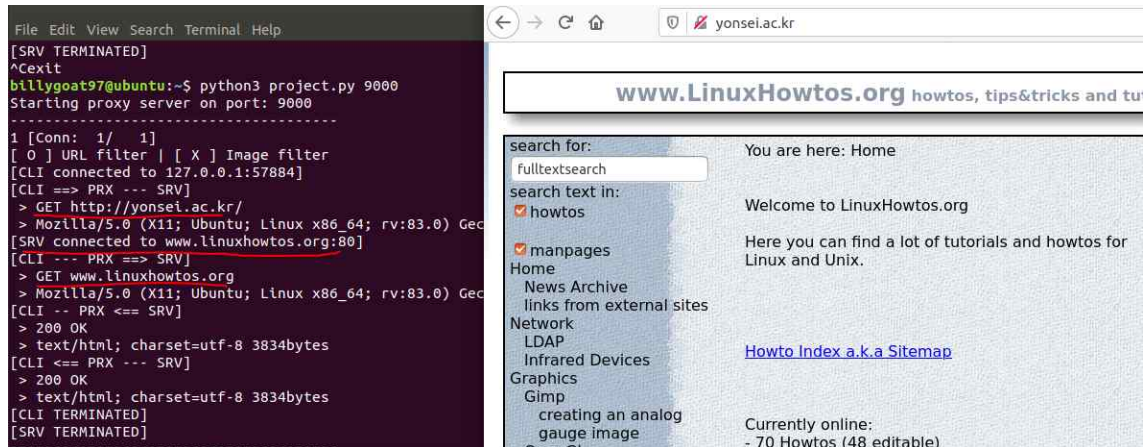 File Edit View Search Terminal Help
[SRV TERMINATED]
^Cexit
billygoat97@ubuntu:~$ python3 project.py 9000
Starting proxy server on port: 9000
--------------------------------------
1 [Conn: 1/ 1]
[ O ] URL filter | [ X ] Image filter
[CLI connected to 127.0.0.1:57884]
[CLI ==> PRX --- SRV]
> GET http://yonsei.ac.kr/
> Mozilla/5.0 (X11; Ubuntu; Linux x86_64; rv:83.0) Gec
[SRV connected to www.linuxhowtos.org:80]
[CLI --- PRX ==> SRV]
> GET www.linuxhowtos.org
> Mozilla/5.0 (X11; Ubuntu; Linux x86_64; rv:83.0) Gec
[CLI -- PRX <== SRV]
> 200 OK
> text/html; charset=utf-8 3834bytes
[CLI <== PRX --- SRV]
> 200 OK
> text/html; charset=utf-8 3834bytes
[CLI TERMINATED]
[SRV TERMINATED]
yonsei.ac.kr
www.LinuxHowtos.org howtos, tips&tricks and tu
search for:
fulltextsearch
search text in:
howtos
manpages
Home
News Archive
links from external sites
Network
LDAP
Infrared Devices
Graphics
Gimp
creating an analog
gauge image
You are here: Home
Welcome to LinuxHowtos.org
Here you can find a lot of tutorials and howtos for
Linux and Unix.
Howto Index a.k.a Sitemap
Currently online:
- 70 Howtos (48 editable)